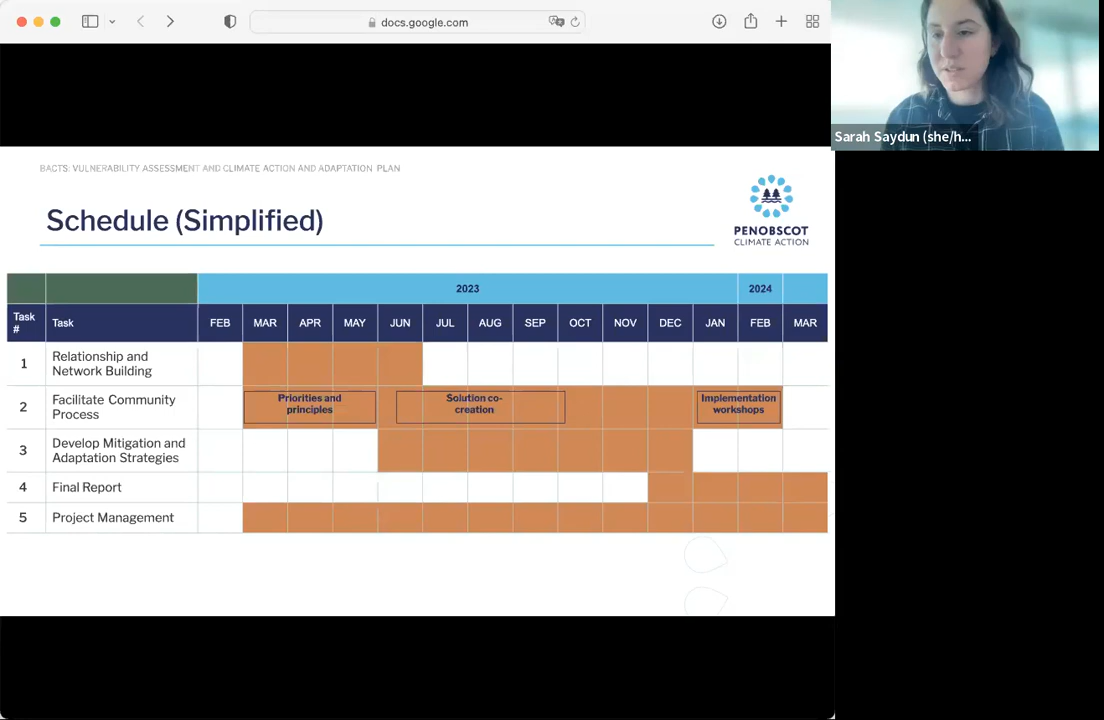 docs.google.com
Sarah Saydun (she/h...
BACTS: VULNERABILITY ASSESSMENT AND CLIMATE ACTION AND ADAPTATION PLAN
Schedule (Simplified)
PENOBSCOT
CLIMATE ACTION
2023
2024
Task
#
Task
FEB
MAR
APR
MAY
JUN
JUL
AUG
SEP
OCT
NOV
DEC
JAN
FEB
MAR
1
Relationship and
Network Building
2
Facilitate Community
Process
Priorities and
principles
Solution co-
creation
Implementation
workshops
3
Develop Mitigation and
Adaptation Strategies
4
Final Report
5
Project Management